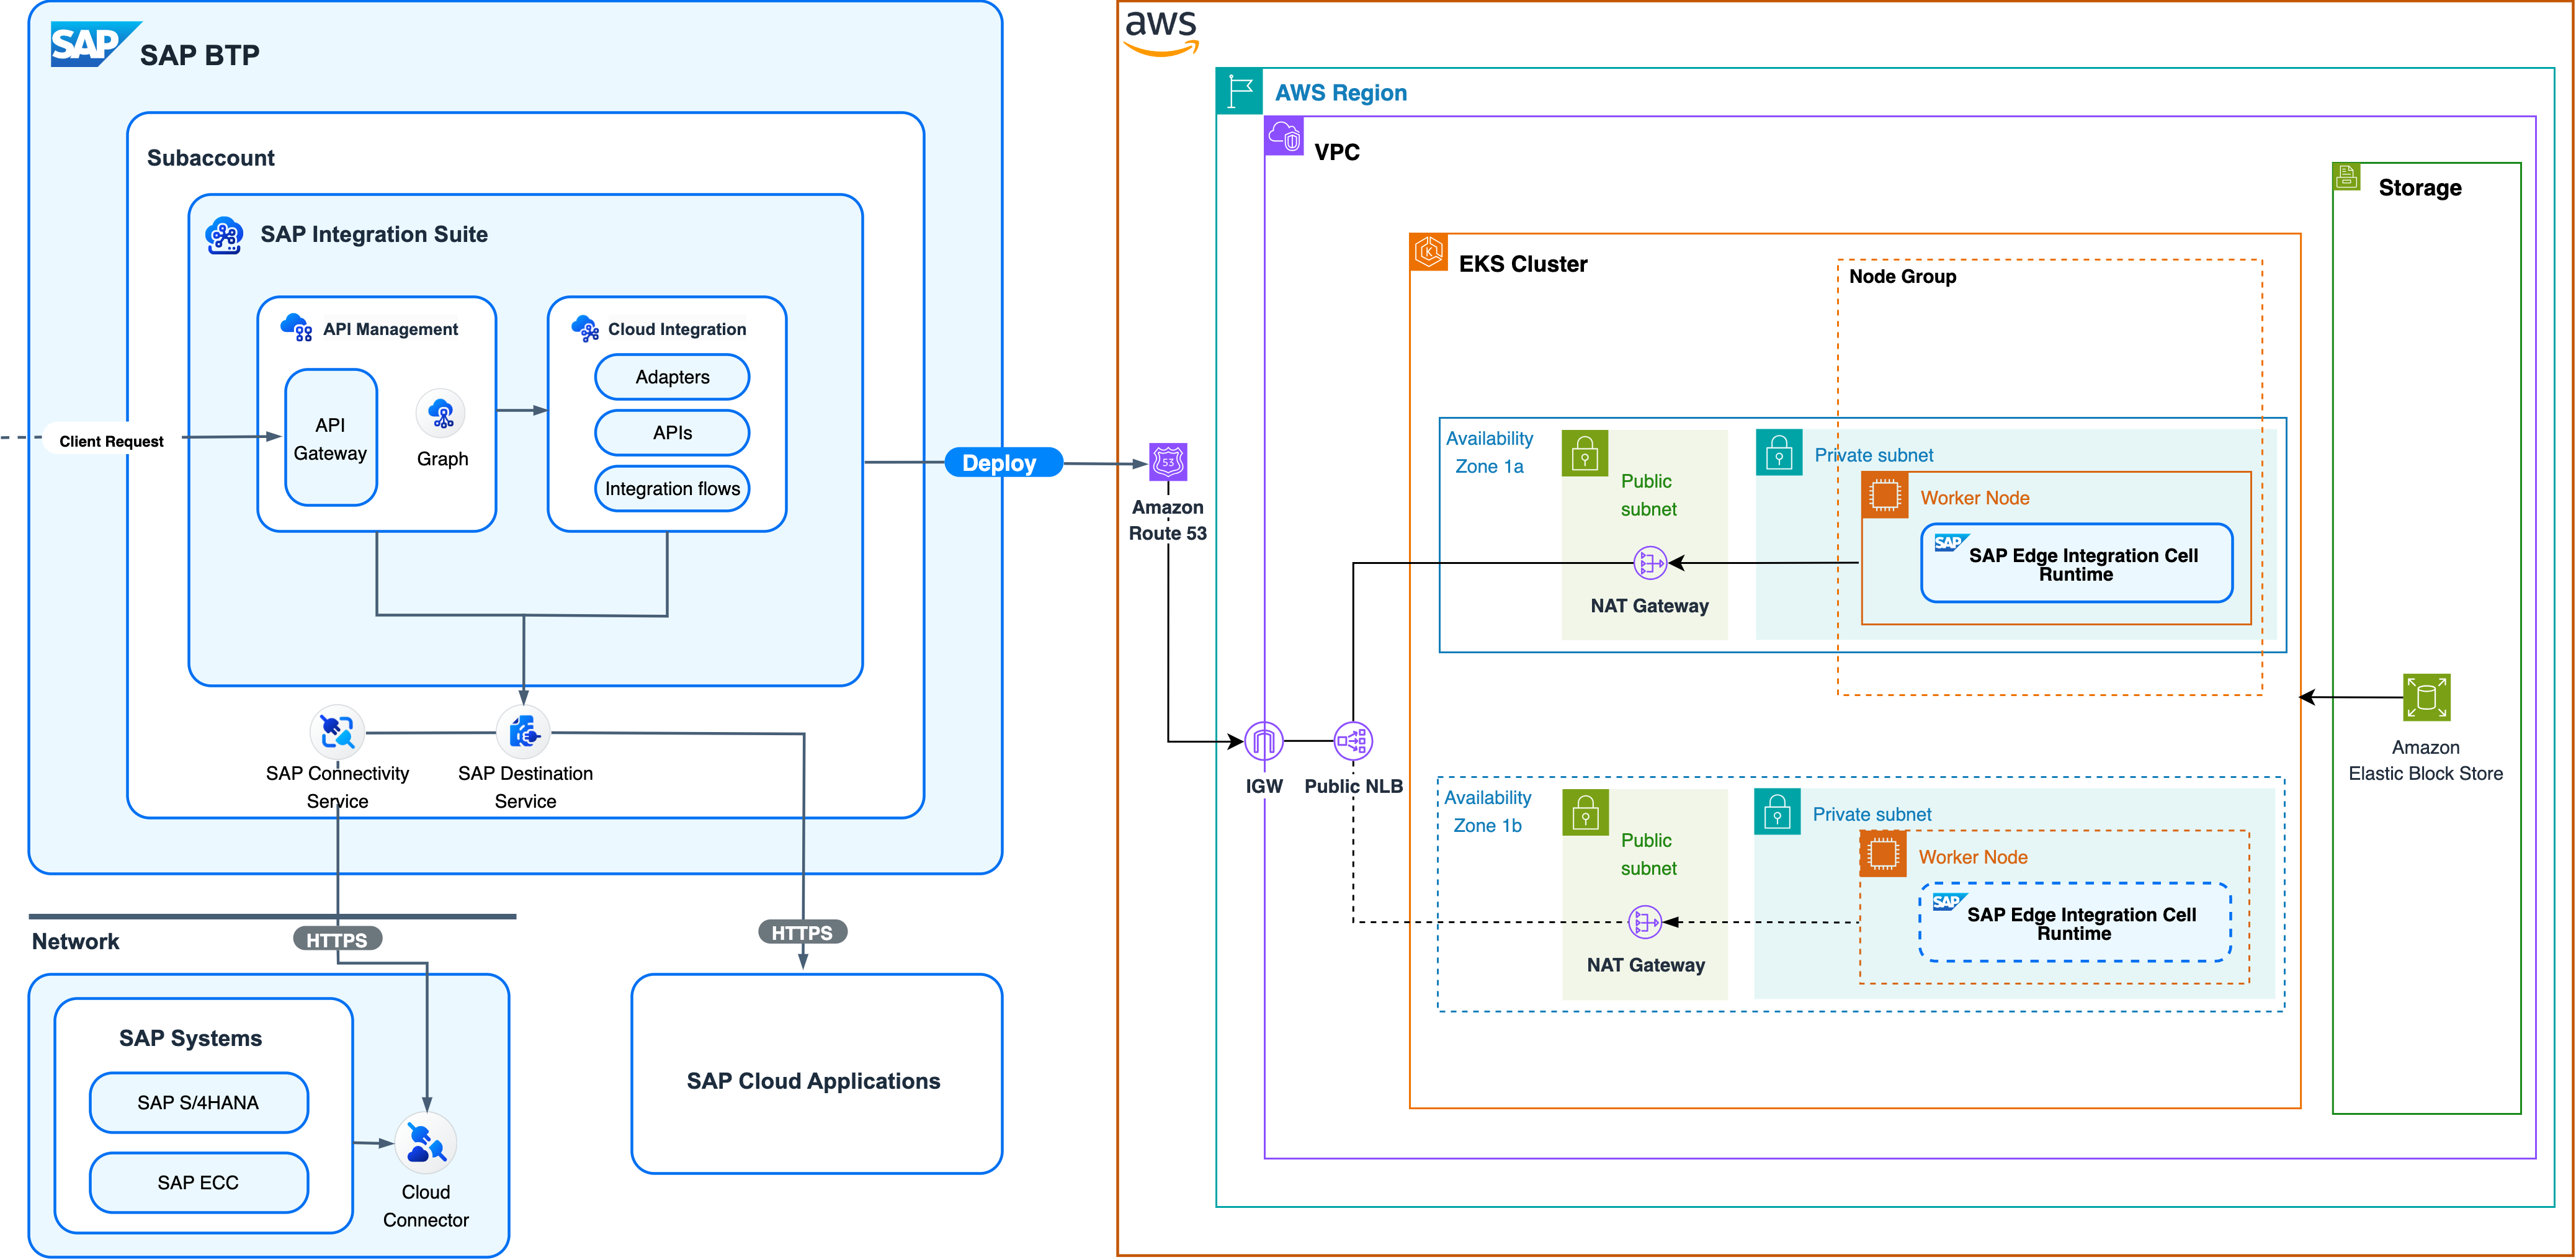 SAP
SAP BTP
Subaccount
SAP Integration Suite
API Management
API
Gateway
Graph
Cloud Integration
Adapters
APIs
Integration flows
Client Request
Deploy
SAP Connectivity
Service
SAP Destination
Service
Network
HTTPS
HTTPS
SAP Systems
SAP S/4HANA
SAP ECC
Cloud
Connector
SAP Cloud Applications
aws
AWS Region
VPC
Storage
EKS Cluster
Node Group
53
Amazon
Route 53
Availability
Zone 1a
Public
subnet
NAT Gateway
Private subnet
Worker Node
SAP
SAP Edge Integration Cell
Runtime
IGW
Public NLB
Availability
Zone 1b
Public
subnet
NAT Gateway
Private subnet
Worker Node
SAP
SAP Edge Integration Cell
Runtime
Amazon
Elastic Block Store